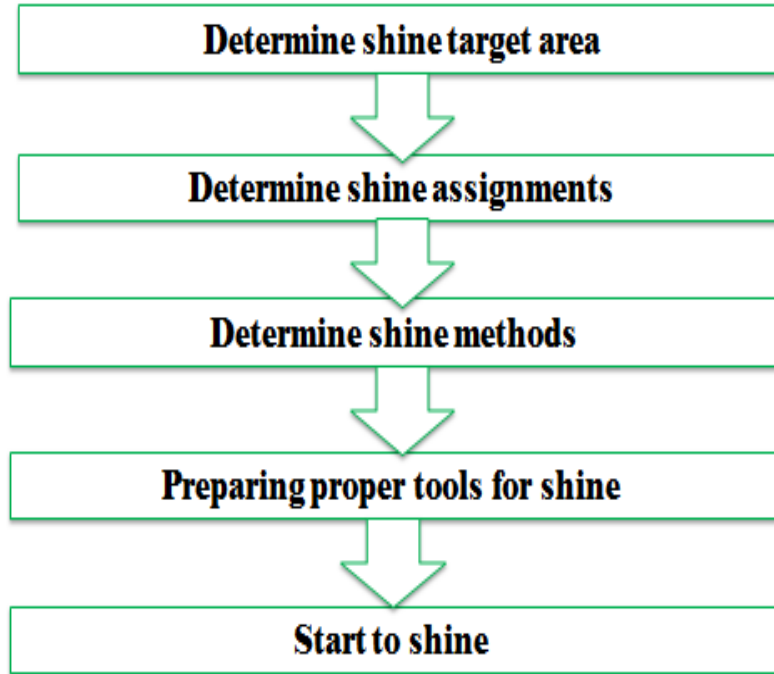 Determine shine target area
Determine shine assignments
Determine shine methods
Preparing proper tools for shine
Start to shine